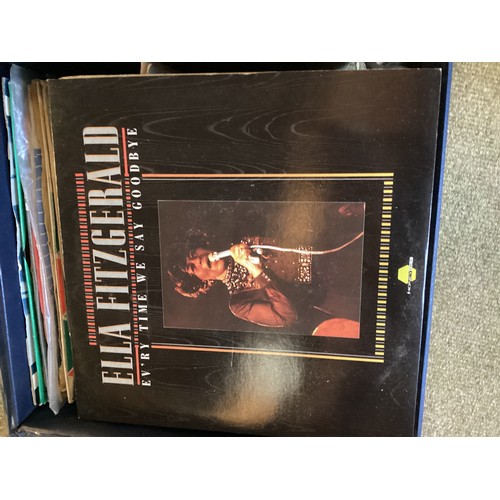 ELLA FITZGERALD
EV'RY TIME WE SAY GOODBYE